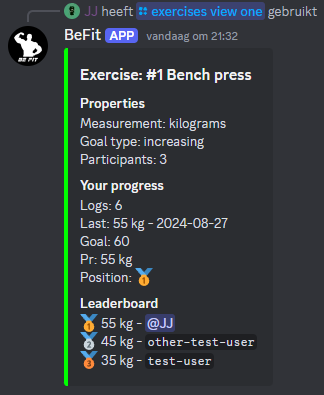 JJ heeft exercises view one gebruikt
BE FIT
BeFit APP vandaag om 21:32
Exercise: #1 Bench press
Properties
Measurement: kilograms
Goal type: increasing
Participants: 3
Your progress
Logs: 6
Last: 55 kg - 2024-08-27
Goal: 60
Pr: 55 kg
Position: 🥇
Leaderboard
🥇 55 kg - @JJ
🥈 45 kg - other-test-user
🥉 35 kg - test-user